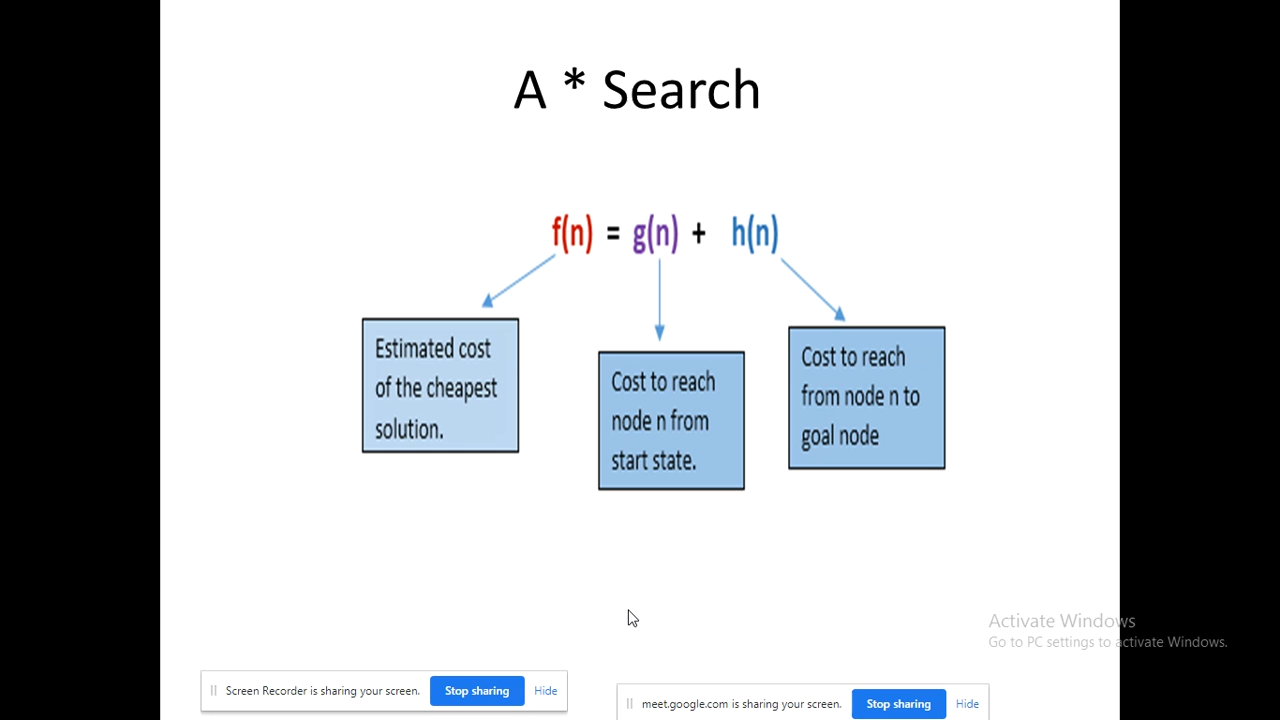 A * Search
f(n) = g(n) + h(n)
Estimated cost
of the cheapest
solution.
Cost to reach
node n from
start state.
Cost to reach
from node n to
goal node
Activate Windows
Go to PC settings to activate Windows.
Screen Recorder is sharing your screen. Stop sharing Hide
meet.google.com is sharing your screen. Stop sharing Hide